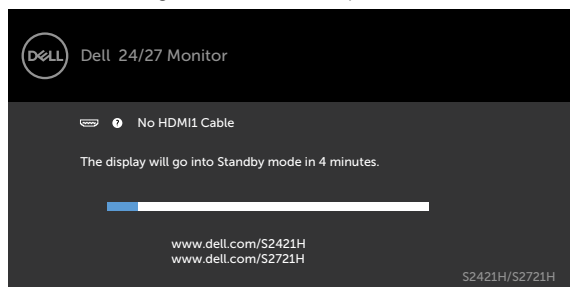 DELL
Dell 24/27 Monitor
? No HDMI1 Cable
The display will go into Standby mode in 4 minutes.
www.dell.com/S2421H
www.dell.com/S2721H
S2421H/S2721H